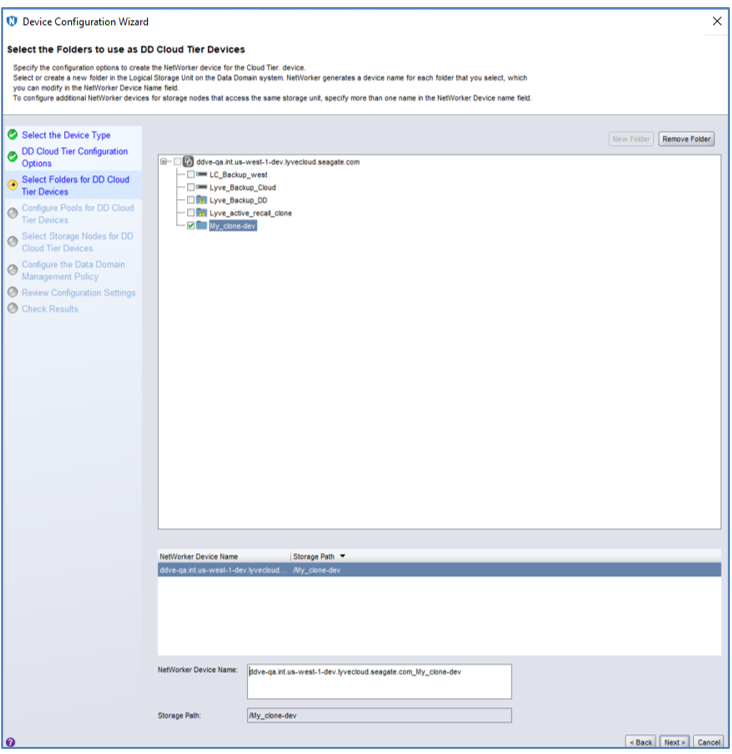 Device Configuration Wizard
Select the Folders to use as DD Cloud Tier Devices
Specify the configuration options to create the NetWorker device for the Cloud Tier. device.
Select or create a new folder in the Logical Storage Unit on the Data Domain system. NetWorker generates a device name for each folder that you select, which
you can modify in the NetWorker Device Name field.
To configure additional NetWorker devices for storage nodes that access the same storage unit, specify more than one name in the NetWorker Device name field.
Select the Device Type
DD Cloud Tier Configuration
Options
Select Folders for DD Cloud
Tier Devices
Configure Pools for DD Cloud
Tier Devices
Select Storage Nodes for DD
Cloud Tier Devices
Configure the Data Domain
Management Policy
Review Configuration Settings
Check Results
New Folder Remove Folder
ddve-qa.int.us-west-1-dev.lyvecloud.seagate.com
LC_Backup_west
Lyve_Backup_Cloud
Lyve_Backup_DD
Lyve_active_recall_clone
My_clone-dev
NetWorker Device Name Storage Path
ddve-qa.int.us-west-1-dev.lyvecloud... /My_clone-dev
NetWorker Device Name: ddve-qa.int.us-west-1-dev.lyvecloud.seagate.com_My_clone-dev
Storage Path: /My_clone-dev
< Back Next > Cancel